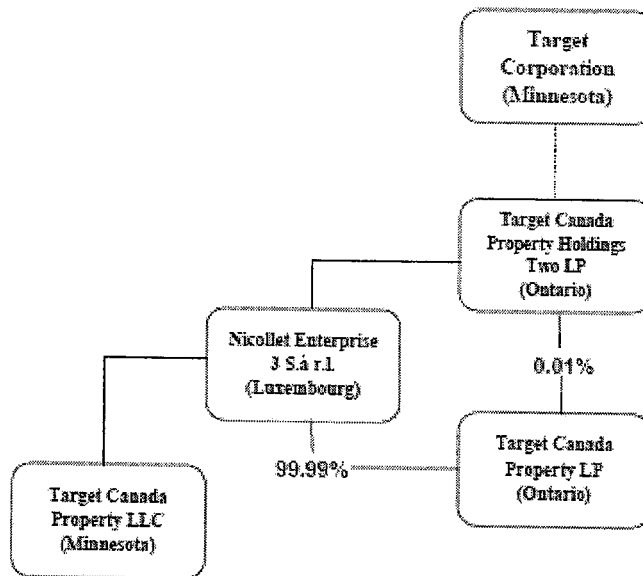 Target
Corporation
(Minnesota)
Target Canada
Property Holdings
Two LP
(Ontario)
Nicollet Enterprise
3 S.à r.l.
(Luxembourg)
0.01%
99.99%
Target Canada
Property LP
(Ontario)
Target Canada
Property LLC
(Minnesota)